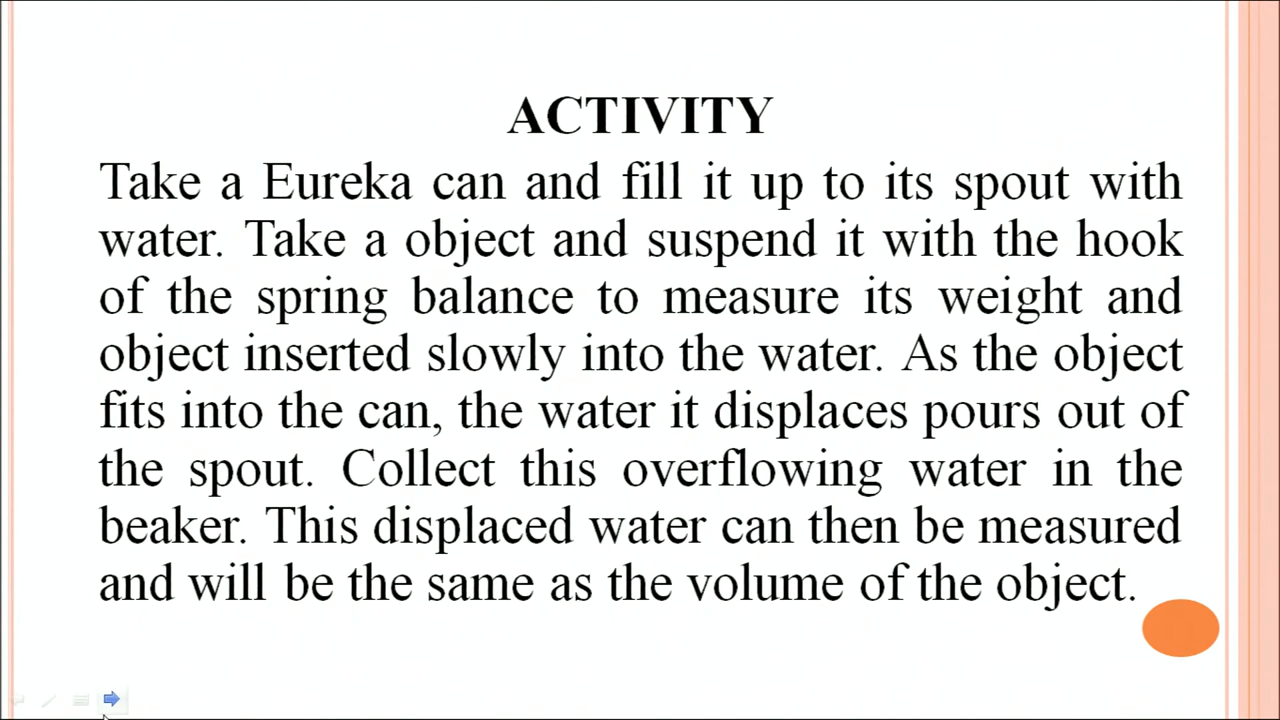 ACTIVITY
Take a Eureka can and fill it up to its spout with
water. Take a object and suspend it with the hook
of the spring balance to measure its weight and
object inserted slowly into the water. As the object
fits into the can, the water it displaces pours out of
the spout. Collect this overflowing water in the
beaker. This displaced water can then be measured
and will be the same as the volume of the object.